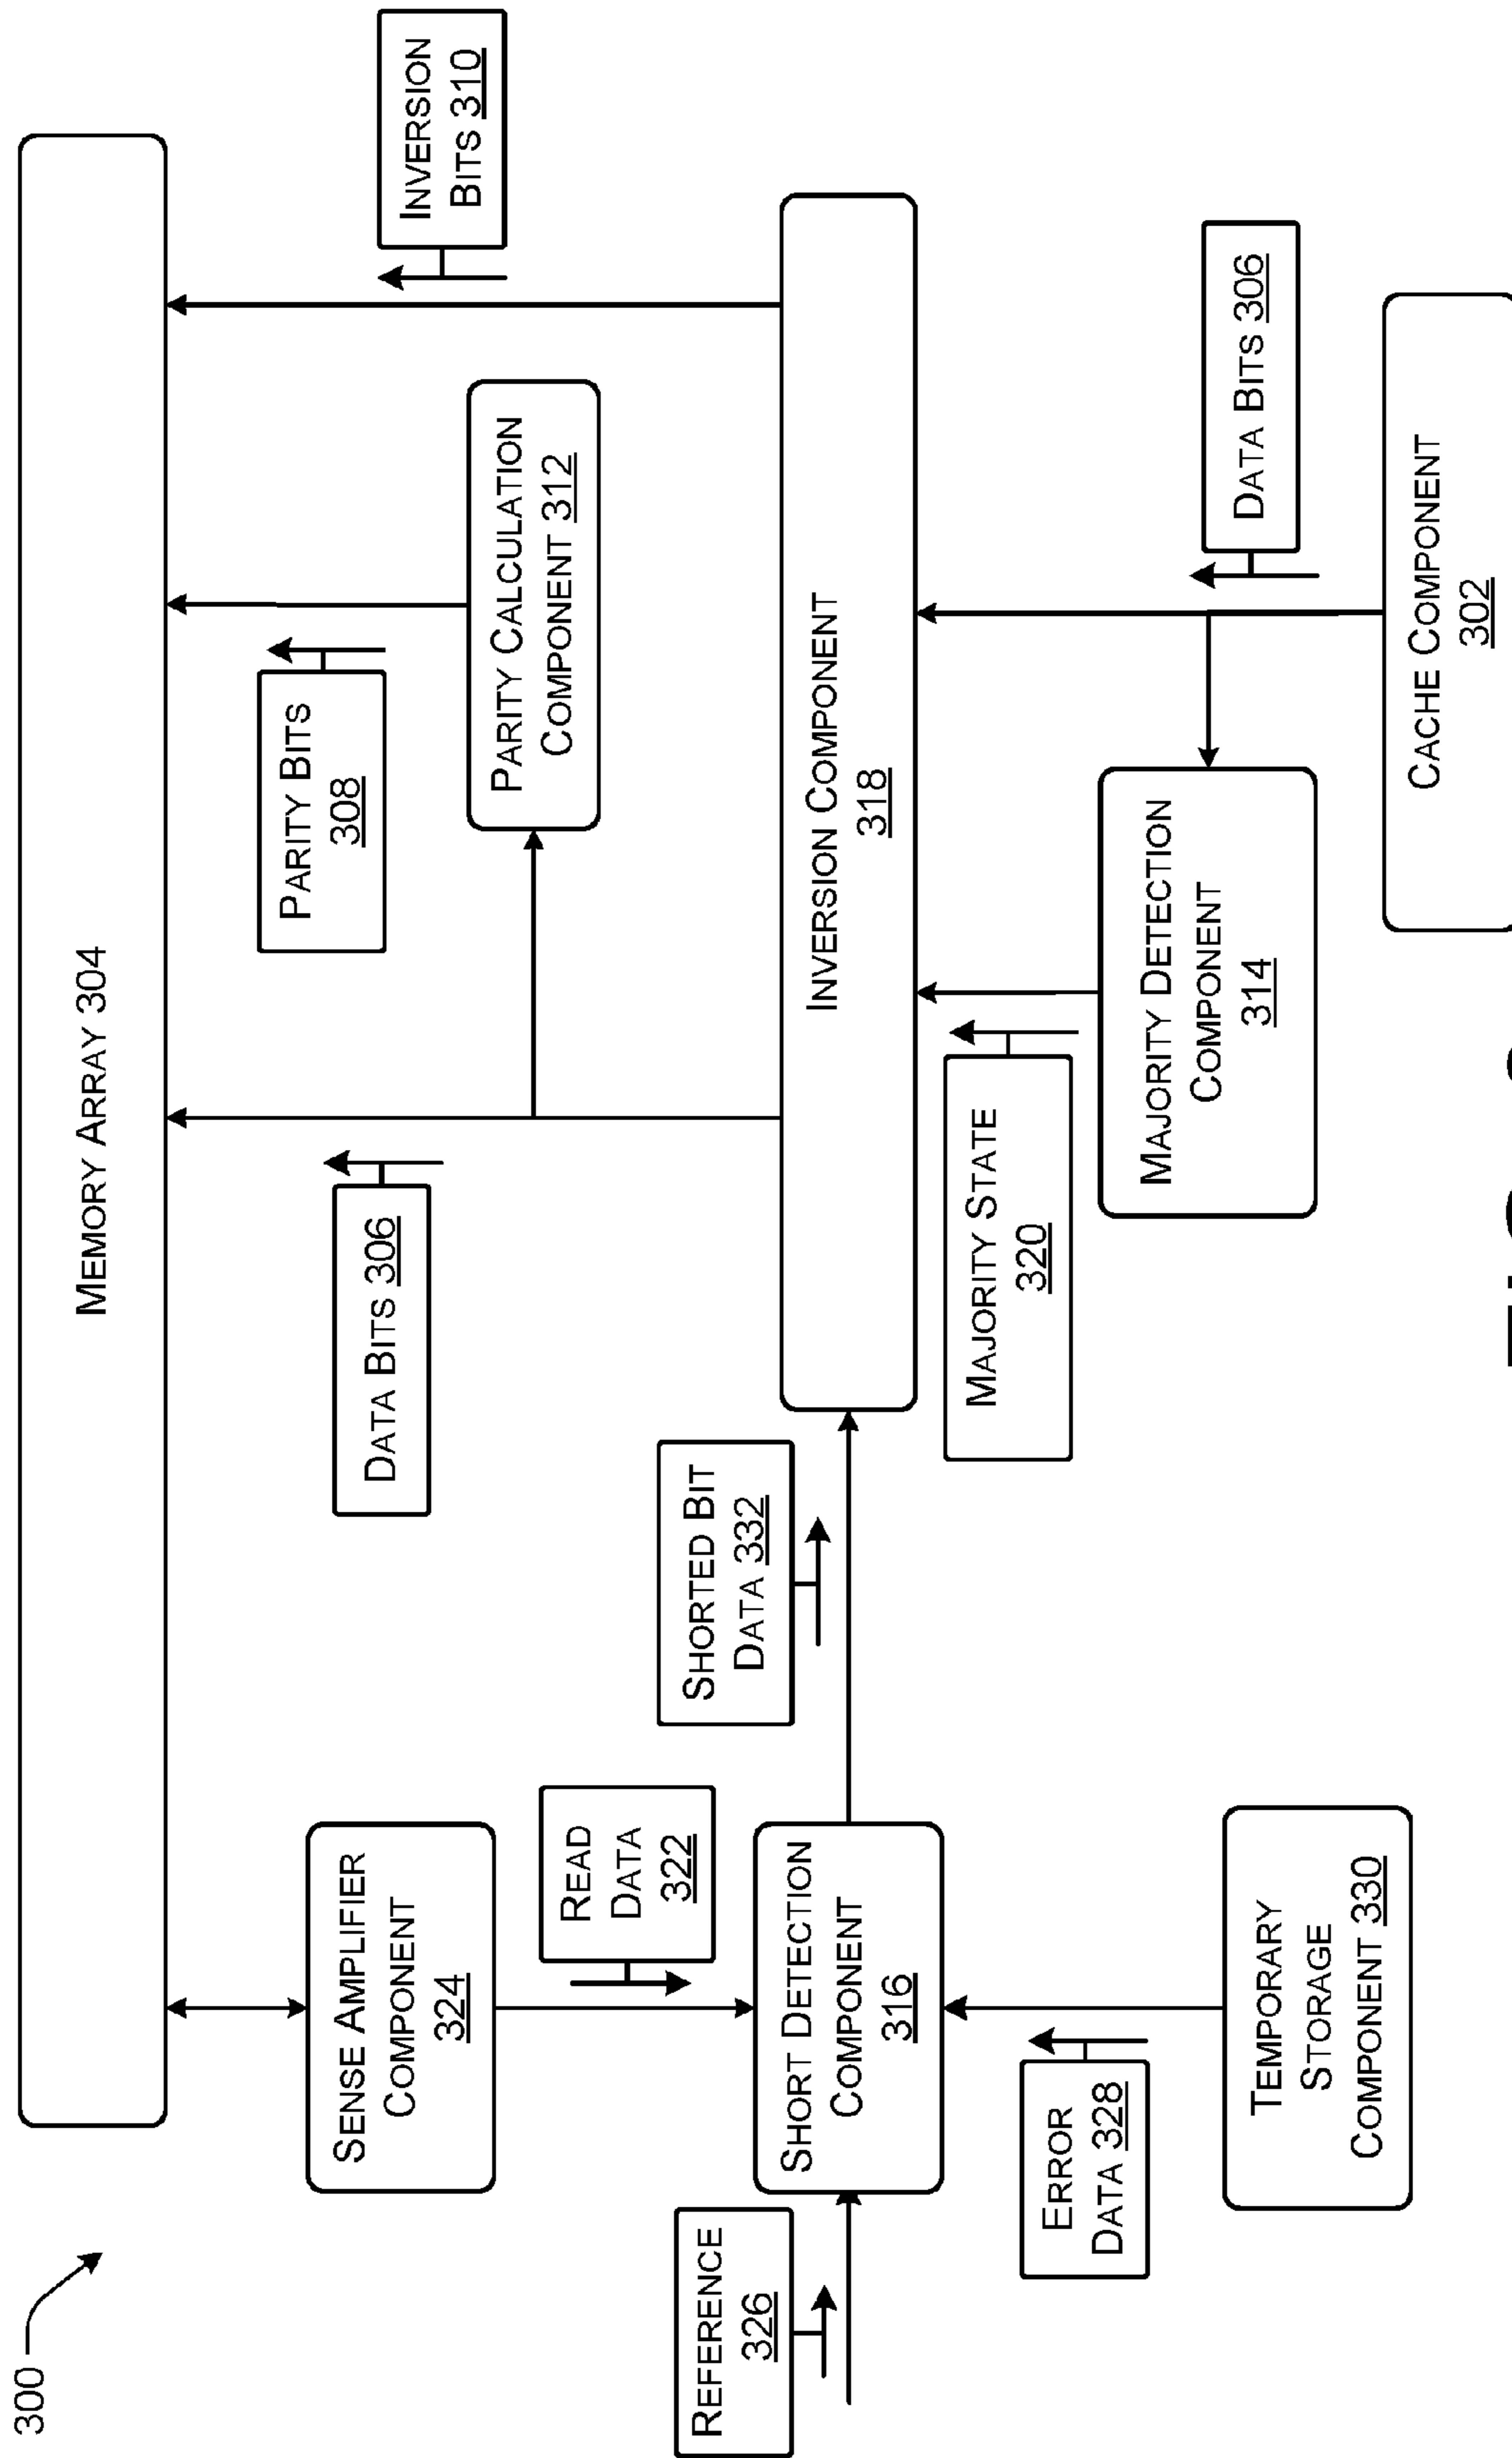 300
MEMORY ARRAY 304
SENSE AMPLIFIER
COMPONENT
324
DATA BITS 306
PARITY BITS
308
INVERSION
BITS 310
READ
DATA
322
PARITY CALCULATION
COMPONENT 312
REFERENCE
326
SHORT DETECTION
COMPONENT
316
SHORTED BIT
DATA 332
INVERSION COMPONENT
318
ERROR
DATA 328
MAJORITY STATE
320
TEMPORARY
STORAGE
COMPONENT 330
MAJORITY DETECTION
COMPONENT
314
DATA BITS 306
CACHE COMPONENT
302